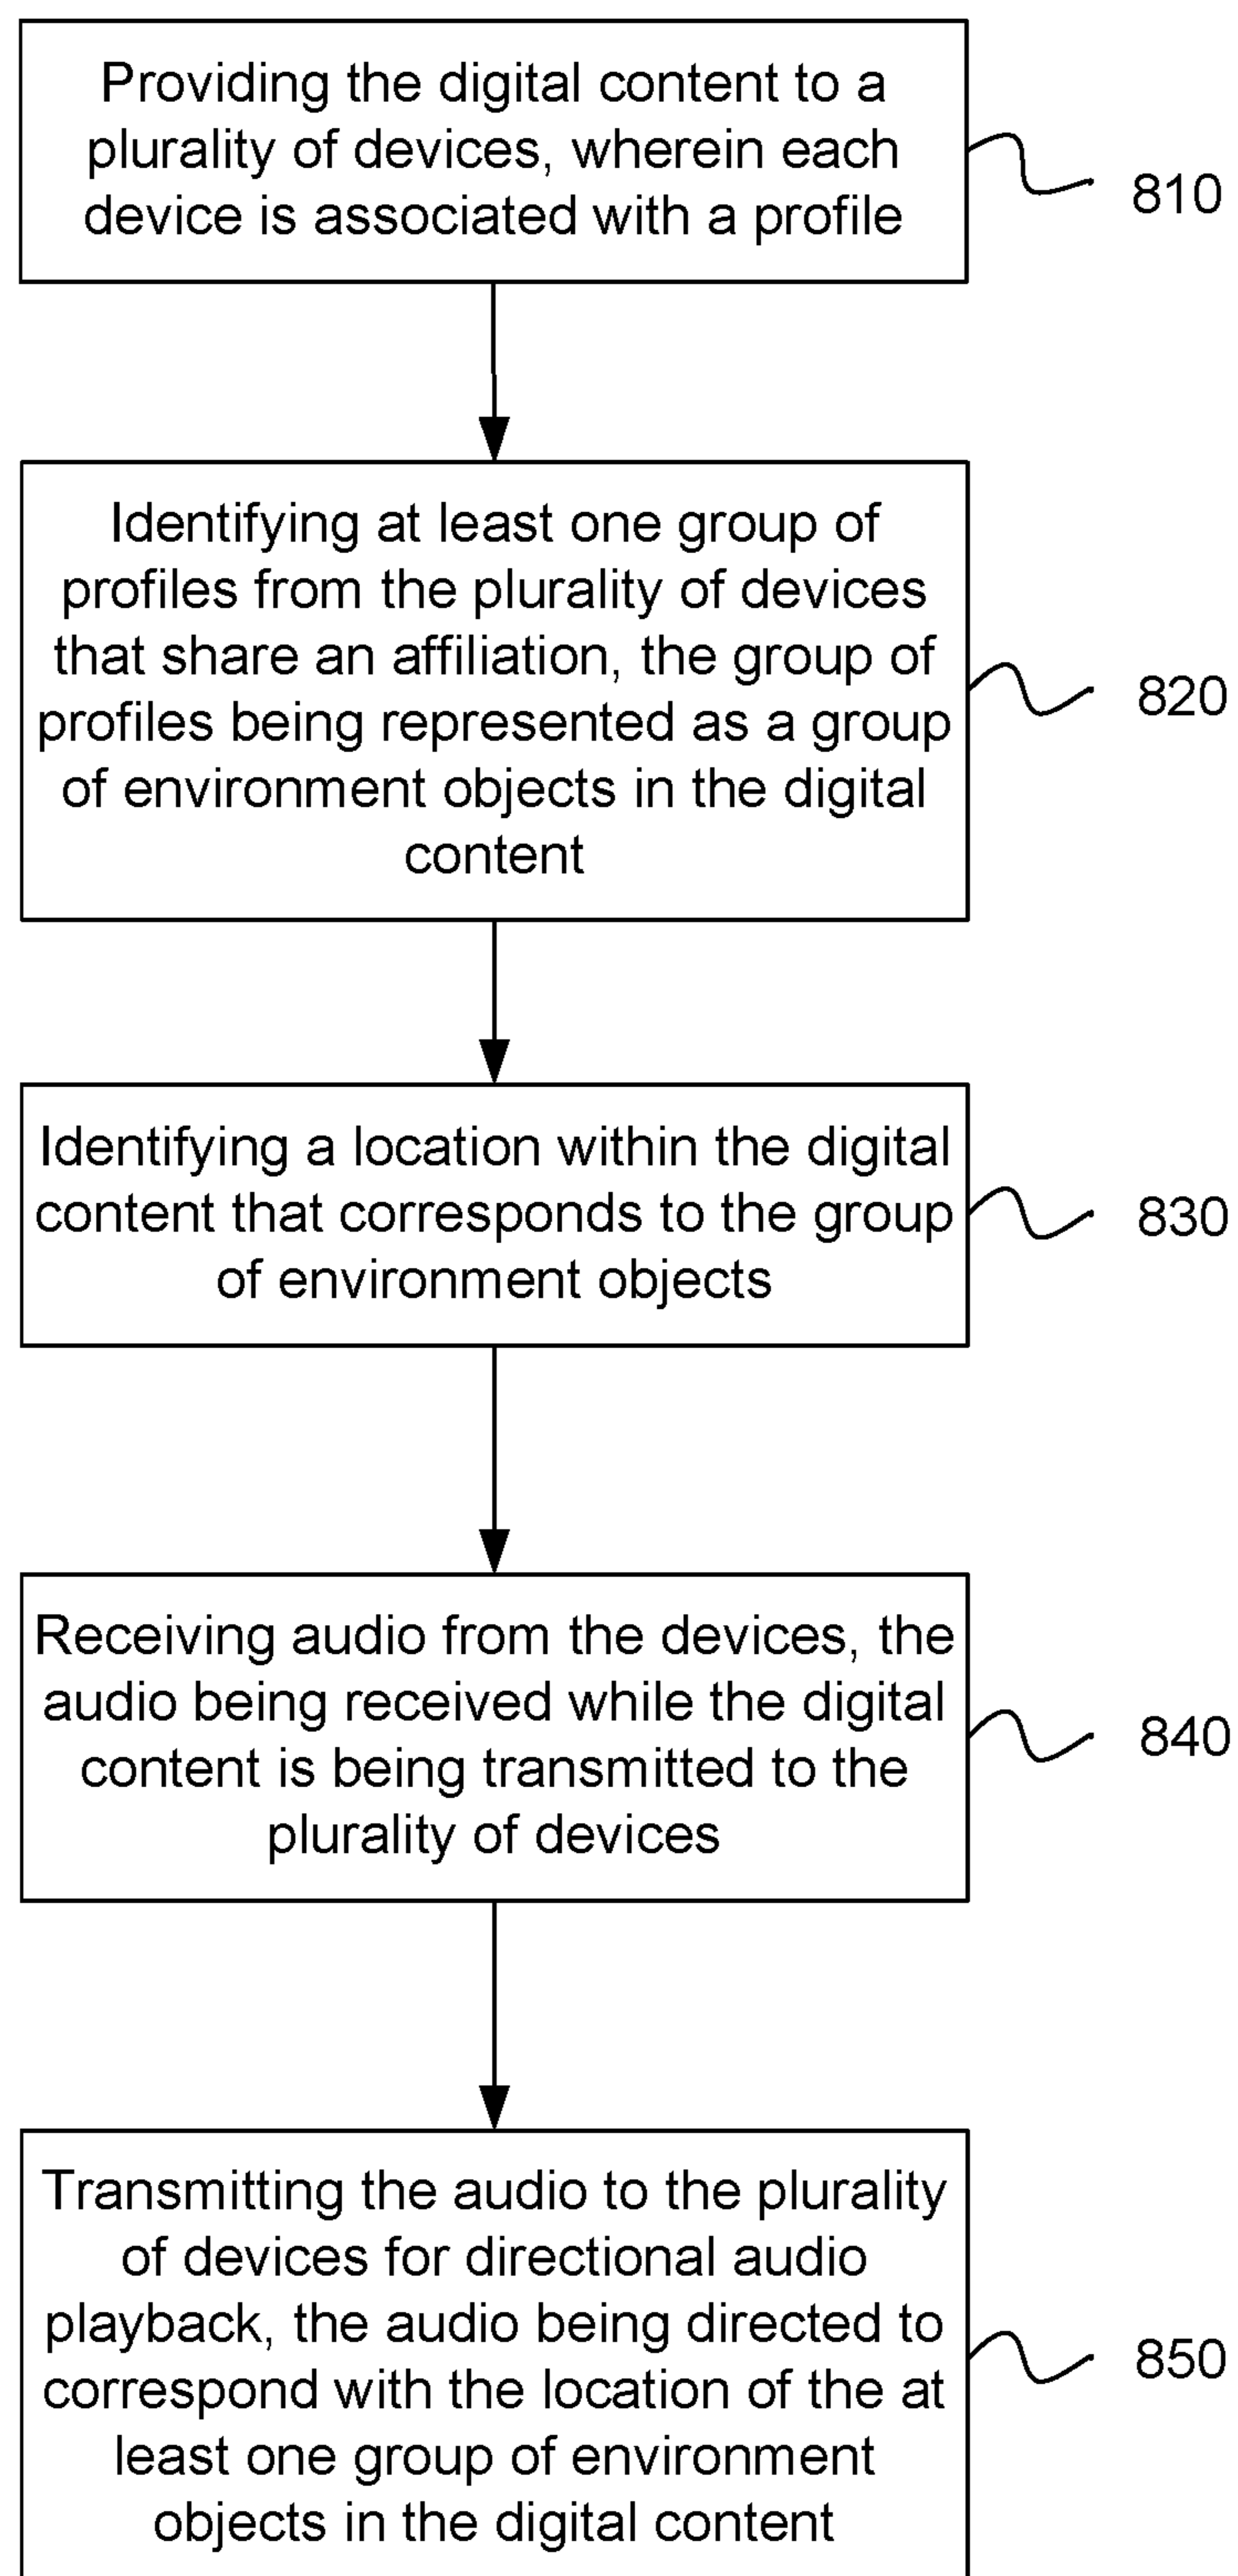 Providing the digital content to a
plurality of devices, wherein each
device is associated with a profile
810
Identifying at least one group of
profiles from the plurality of devices
that share an affiliation, the group of
profiles being represented as a group
of environment objects in the digital
content
820
Identifying a location within the digital
content that corresponds to the group
of environment objects
830
Receiving audio from the devices, the
audio being received while the digital
content is being transmitted to the
plurality of devices
840
Transmitting the audio to the plurality
of devices for directional audio
playback, the audio being directed to
correspond with the location of the at
least one group of environment
objects in the digital content
850